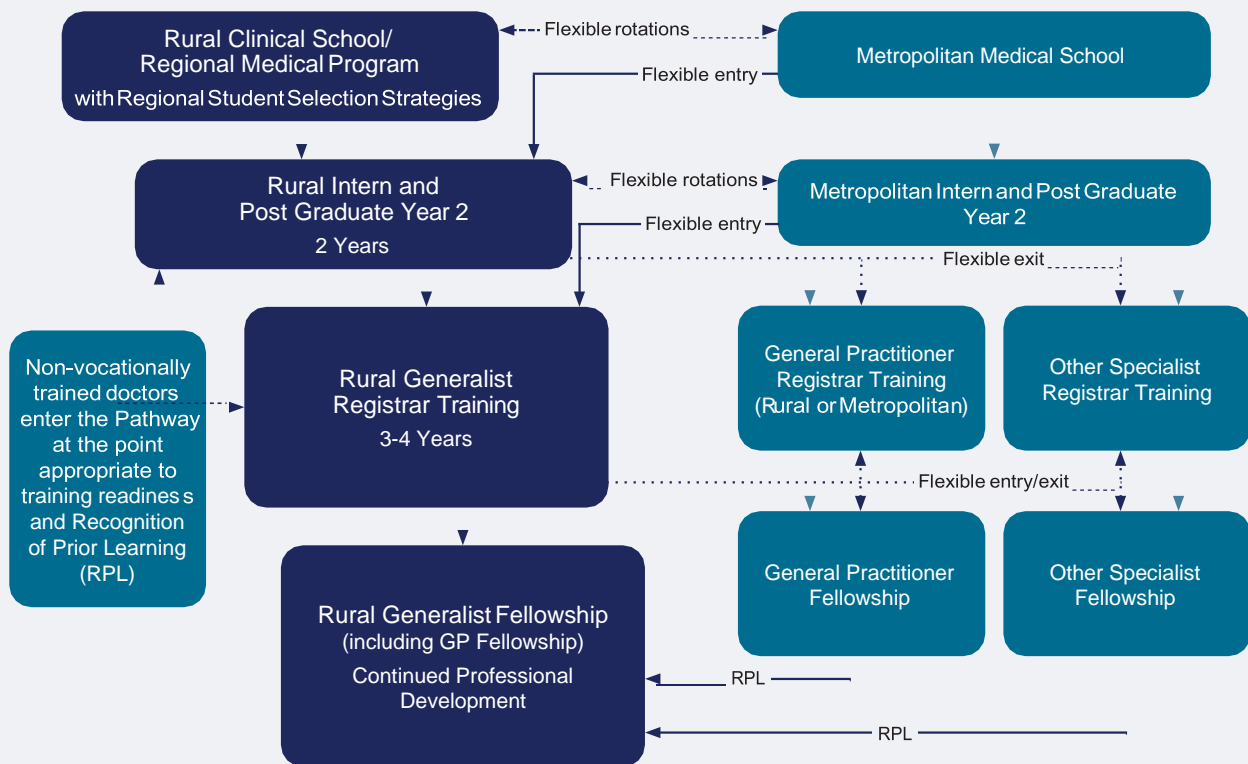 Rural Clinical School/
Regional Medical Program
with Regional Student Selection Strategies
Flexible rotations
Metropolitan Medical School
Flexible entry
Rural Intern and
Post Graduate Year 2
2 Years
Flexible rotations
Metropolitan Intern and Post Graduate
Year 2
Flexible entry
Flexible exit
Non-vocationally
trained doctors
enter the Pathway
at the point
appropriate to
training readiness
and Recognition
of Prior Learning
(RPL)
Rural Generalist
Registrar Training
3-4 Years
General Practitioner
Registrar Training
(Rural or Metropolitan)
Other Specialist
Registrar Training
Flexible entry/exit
Rural Generalist Fellowship
(including GP Fellowship)
Continued Professional
Development
General Practitioner
Fellowship
Other Specialist
Fellowship
RPL
RPL